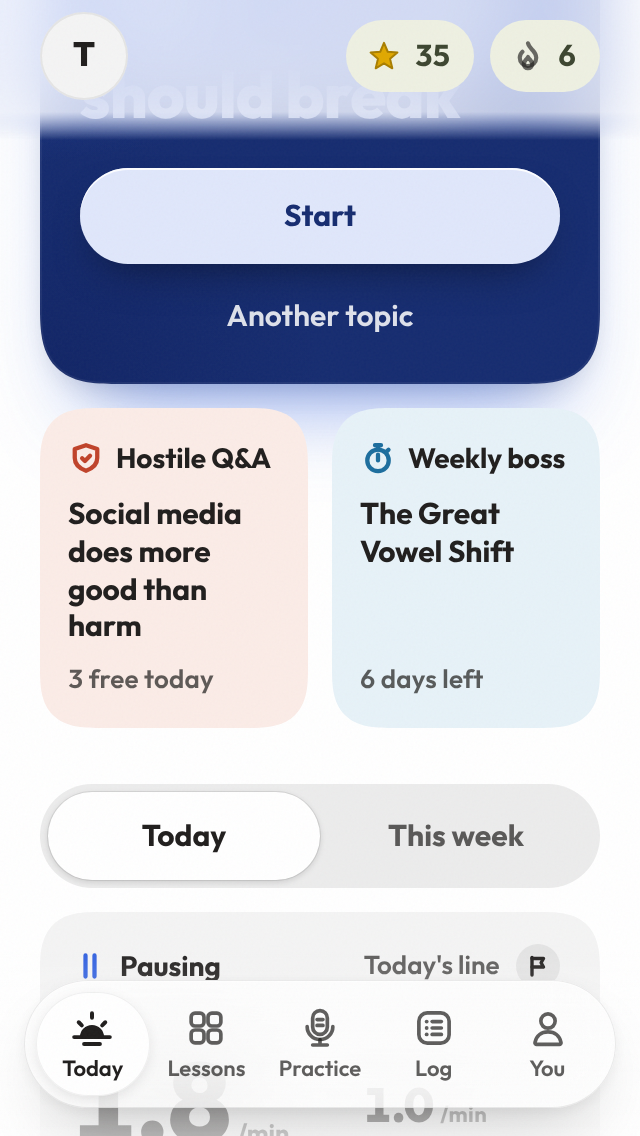 T
35
6
should break
Start
Another topic
Hostile Q&A
Social media
does more
good than
harm
3 free today
Weekly boss
The Great
Vowel Shift
6 days left
Today
This week
Pausing
Today's line
Today
Lessons
Practice
Log
You
1.8 /min
1.0 /min